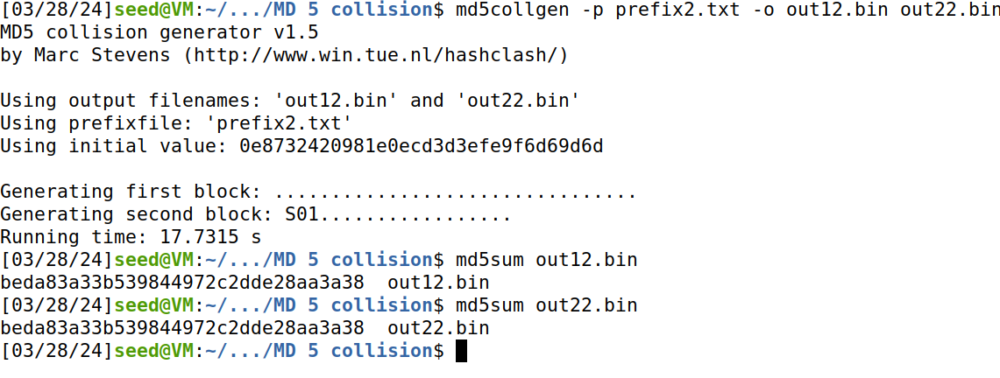 [03/28/24]seed@VM:~/.../MD 5 collision$ md5collgen -p prefix2.txt -o out12.bin out22.bin
MD5 collision generator v1.5
by Marc Stevens (http://www.win.tue.nl/hashclash/)
Using output filenames: 'out12.bin' and 'out22.bin'
Using prefixfile: 'prefix2.txt'
Using initial value: 0e8732420981e0ecd3d3efe9f6d69d6d
Generating first block: ................................
Generating second block: S01.................
Running time: 17.7315 s
[03/28/24]seed@VM:~/.../MD 5 collision$ md5sum out12.bin
beda83a33b539844972c2dde28aa3a38  out12.bin
[03/28/24]seed@VM:~/.../MD 5 collision$ md5sum out22.bin
beda83a33b539844972c2dde28aa3a38  out22.bin
[03/28/24]seed@VM:~/.../MD 5 collision$